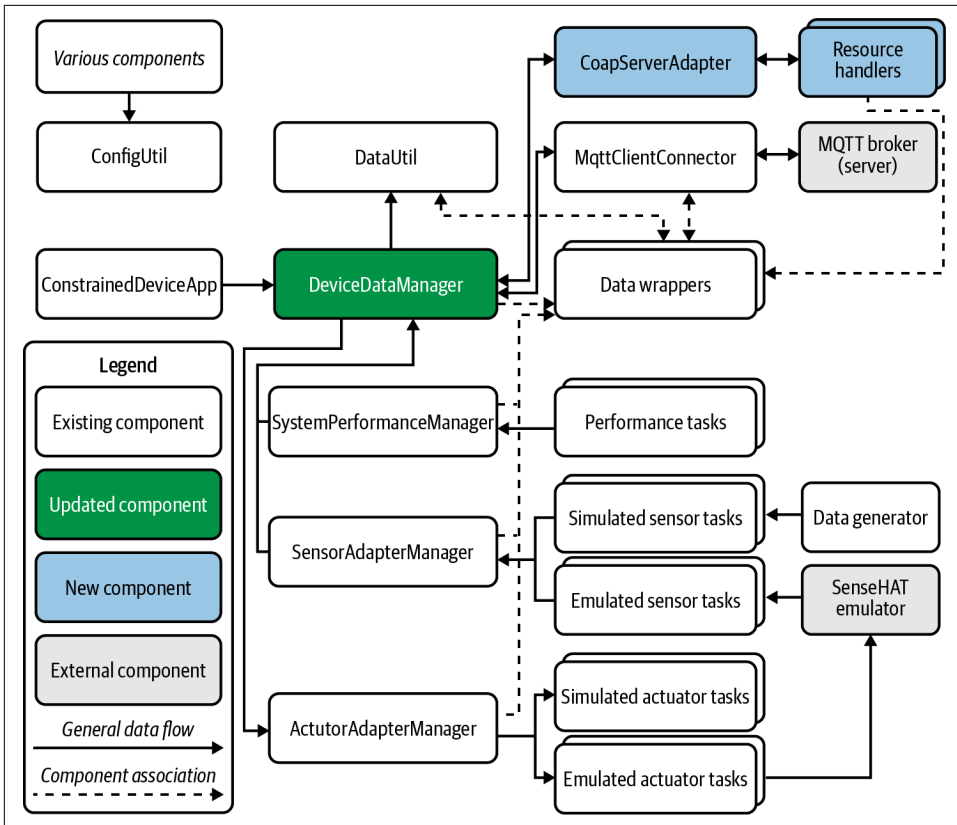 Various components
CoapServerAdapter
Resource
handlers
ConfigUtil
DataUtil
MqttClientConnector
MQTT broker
(server)
ConstrainedDeviceApp
DeviceDataManager
Data wrappers
Legend
Existing component
Updated component
New component
External component
General data flow
Component association
SystemPerformanceManager
Performance tasks
SensorAdapterManager
Simulated sensor tasks
Data generator
Emulated sensor tasks
SenseHAT
emulator
ActutorAdapterManager
Simulated actuator tasks
Emulated actuator tasks